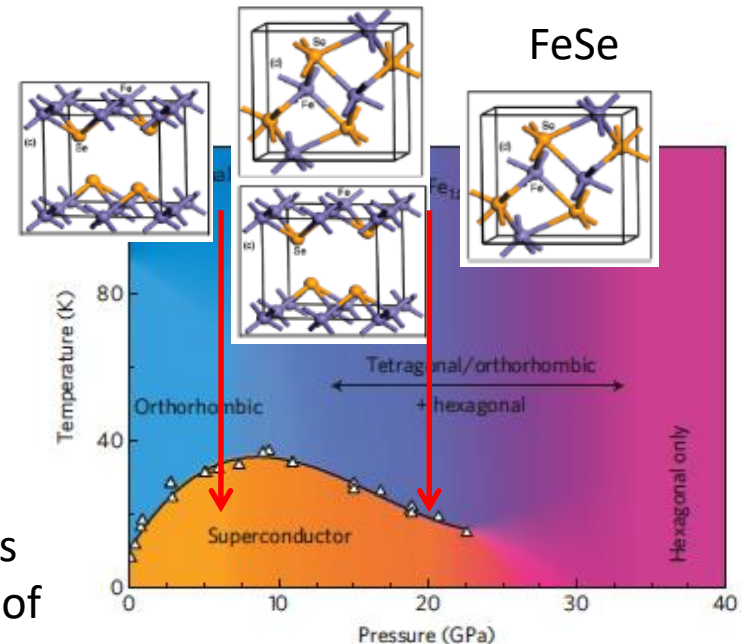 FeSe
Se
(d)
Fe
Fe
(c)
Se
Se
(d)
Fe
Fe
(c)
Se
80
Temperature (K)
40
0
Tetragonal/orthorhombic
+ hexagonal
Orthorhombic
Superconductor
Hexagonal only
s
of
0
10
20
30
40
Pressure (GPa)